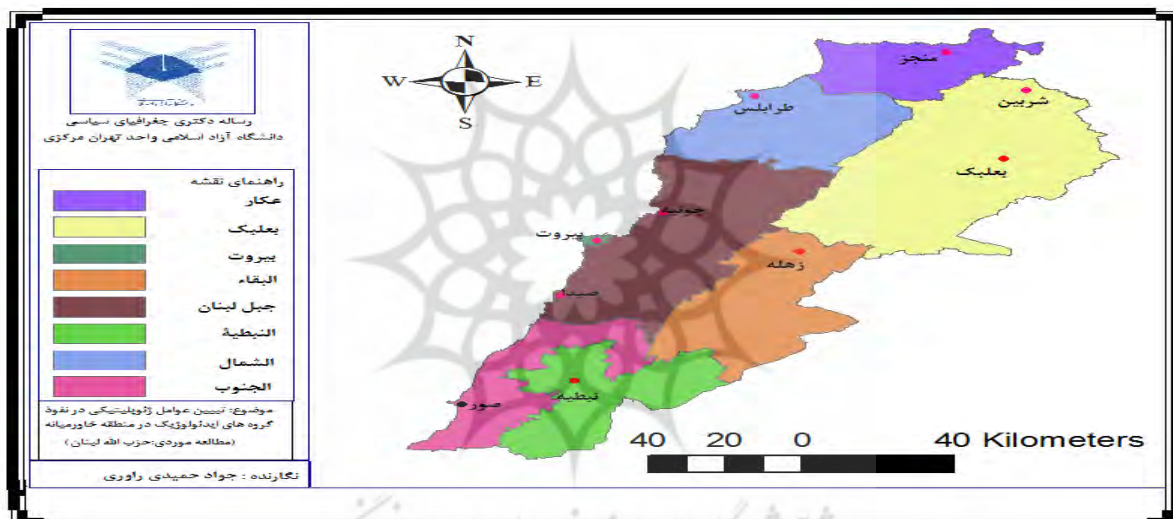 رساله دکتری جغرافیای سیاسی
دانشگاه آزاد اسلامی واحد تهران مرکزی
راهنمای نقشه
عکار
بعلبک
بیروت
البقاء
جبل لبنان
النبطیة
الشمال
الجنوب
موضوع: تبیین عوامل ژئوپلیتیکی در نفوذ
گروه های ایدئولوژیک در منطقه خاورمیانه
(مطالعه موردی:حزب الله لبنان)
نگارنده : جواد حمیدی راوری
N
W
E
S
منجز
شربین
طرابلس
بعلبک
جونیه
بیروت
زهله
صیدا
نبطیه
صور
40 20 0 40 Kilometers